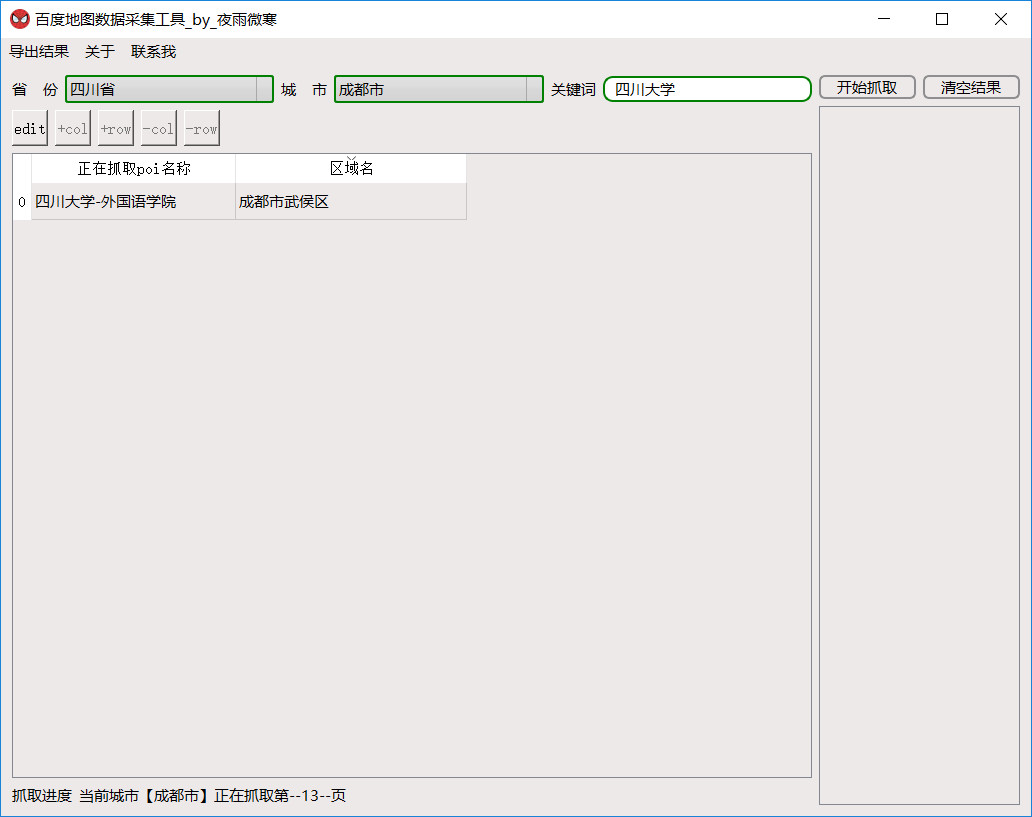 百度地图数据采集工具_by_夜雨微寒
导出结果 关于 联系我
省 份 四川省 城 市 成都市 关键词 四川大学 开始抓取 清空结果
edit +col +row -col -row
正在抓取poi名称 区域名
0 四川大学-外国语学院 成都市武侯区
抓取进度 当前城市【成都市】正在抓取第--13--页